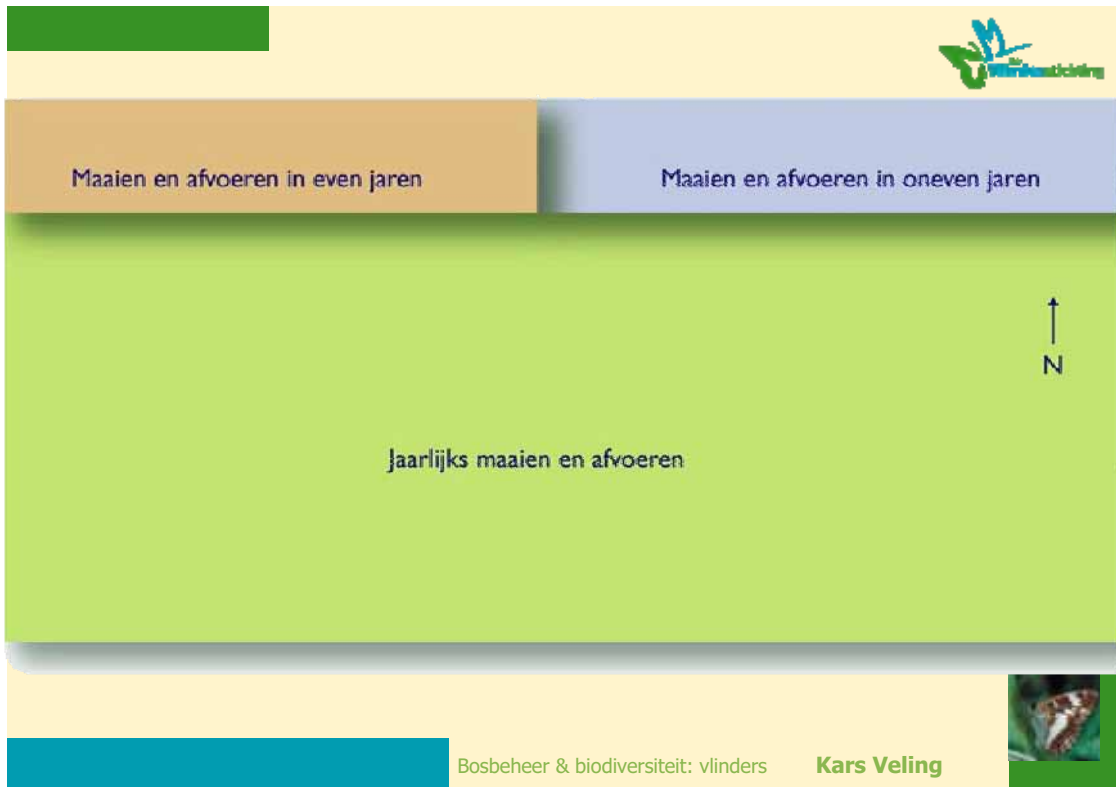 Vlinderstichting
Maaien en afvoeren in even jaren
Maaien en afvoeren in oneven jaren
N
Jaarlijks maaien en afvoeren
Bosbeheer & biodiversiteit: vlinders Kars Veling